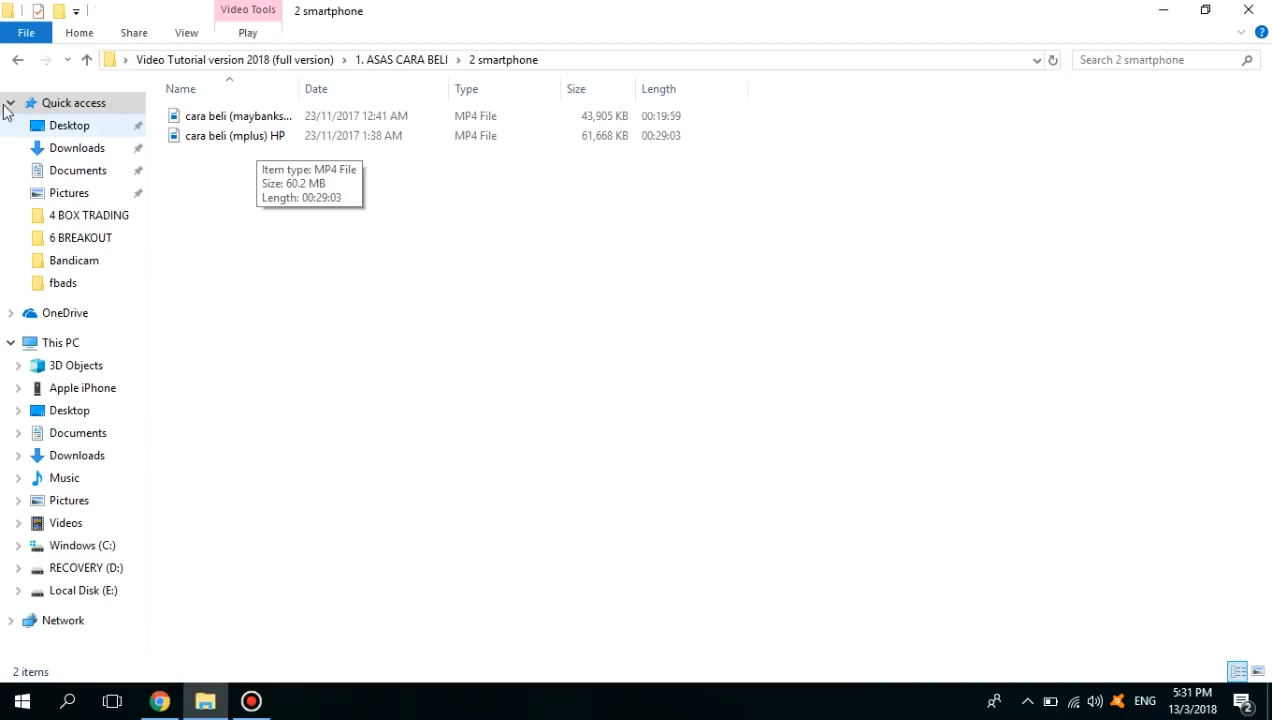 Video Tools
2 smartphone
File
Home
Share
View
Play
Video Tutorial version 2018 (full version)
1. ASAS CARA BELI
2 smartphone
Search 2 smartphone
Name
Date
Type
Size
Length
cara beli (maybanks... 23/11/2017 12:41 AM MP4 File 43,905 KB 00:19:59
cara beli (mplus) HP 23/11/2017 1:38 AM MP4 File 61,668 KB 00:29:03
Item type: MP4 File
Size: 60.2 MB
Length: 00:29:03
Quick access
Desktop
Downloads
Documents
Pictures
4 BOX TRADING
6 BREAKOUT
Bandicam
fbads
OneDrive
This PC
3D Objects
Apple iPhone
Desktop
Documents
Downloads
Music
Pictures
Videos
Windows (C:)
RECOVERY (D:)
Local Disk (E:)
Network
2 items
ENG
5:31 PM
13/3/2018
2